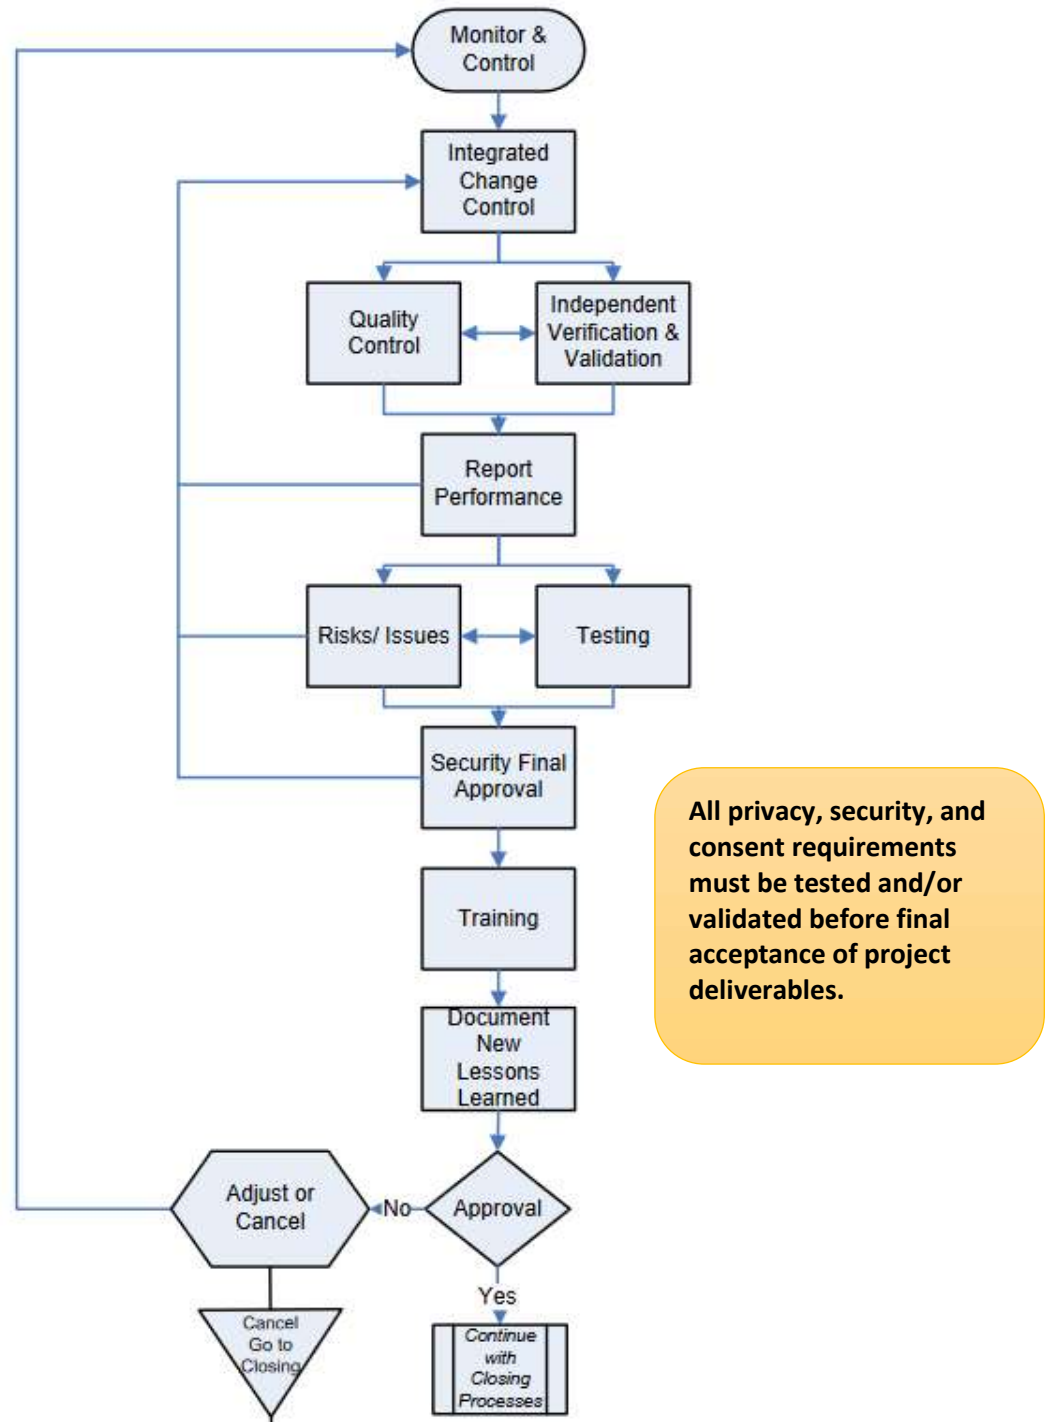 Monitor &
Control
Integrated
Change
Control
Quality
Control
Independent
Verification &
Validation
Report
Performance
Risks/ Issues
Testing
Security Final
Approval
All privacy, security, and
consent requirements
must be tested and/or
validated before final
acceptance of project
deliverables.
Training
Document
New
Lessons
Learned
Adjust or
Cancel
No
Approval
Yes
Cancel
Go to
Closing
Continue
with
Closing
Processes